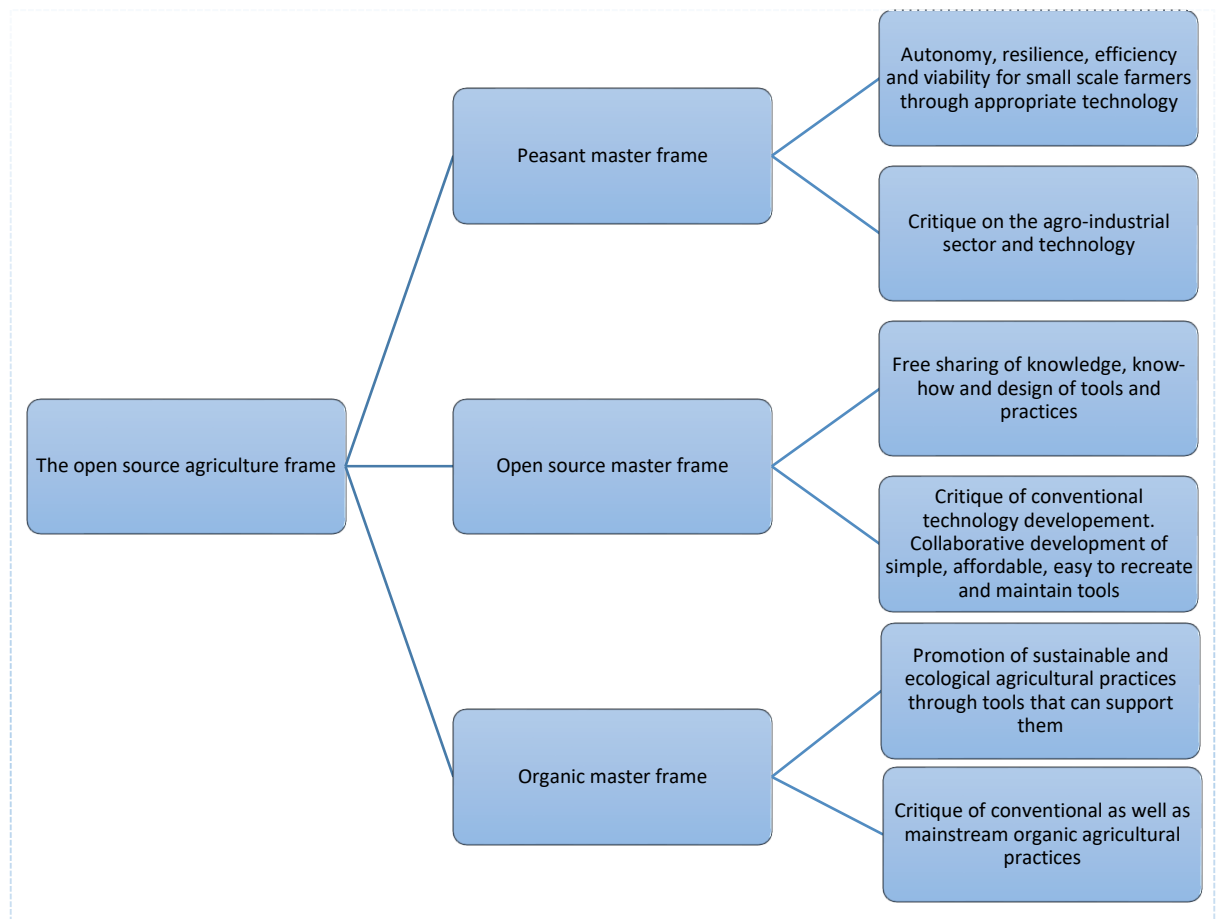 Autonomy, resilience, efficiency
and viability for small scale farmers
through appropriate technology
Peasant master frame
Critique on the agro-industrial
sector and technology
Free sharing of knowledge, know-
how and design of tools and
practices
The open source agriculture frame
Open source master frame
Critique of conventional
technology developement.
Collaborative development of
simple, affordable, easy to recreate
and maintain tools
Promotion of sustainable and
ecological agricultural practices
through tools that can support
them
Organic master frame
Critique of conventional as well as
mainstream organic agricultural
practices